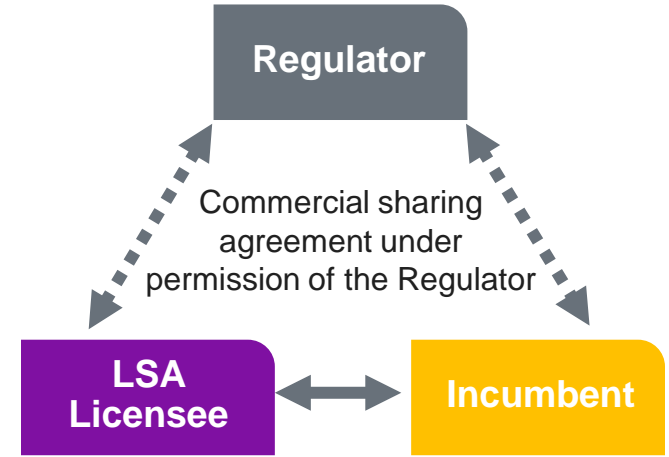 Regulator
Commercial sharing
agreement under
permission of the Regulator
LSA
Licensee
Incumbent